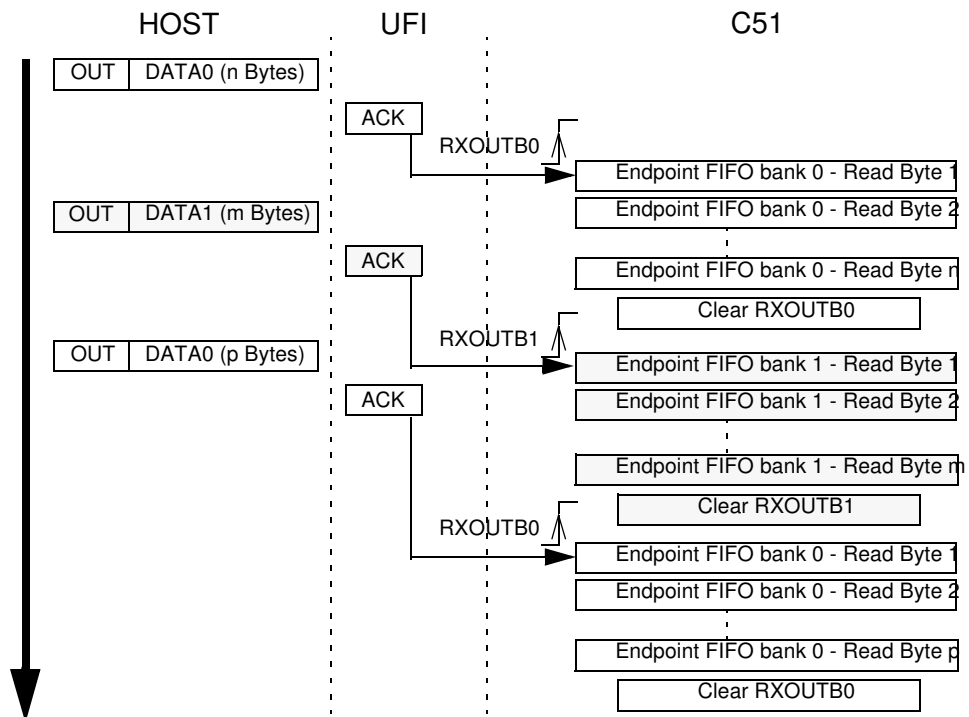 HOST UFI C51
OUT DATA0 (n Bytes)
ACK
RXOUTB0
Endpoint FIFO bank 0 - Read Byte 1
OUT DATA1 (m Bytes)
Endpoint FIFO bank 0 - Read Byte 2
ACK
Endpoint FIFO bank 0 - Read Byte n
Clear RXOUTB0
RXOUTB1
OUT DATA0 (p Bytes)
Endpoint FIFO bank 1 - Read Byte 1
ACK
Endpoint FIFO bank 1 - Read Byte 2
Endpoint FIFO bank 1 - Read Byte m
Clear RXOUTB1
RXOUTB0
Endpoint FIFO bank 0 - Read Byte 1
Endpoint FIFO bank 0 - Read Byte 2
Endpoint FIFO bank 0 - Read Byte p
Clear RXOUTB0